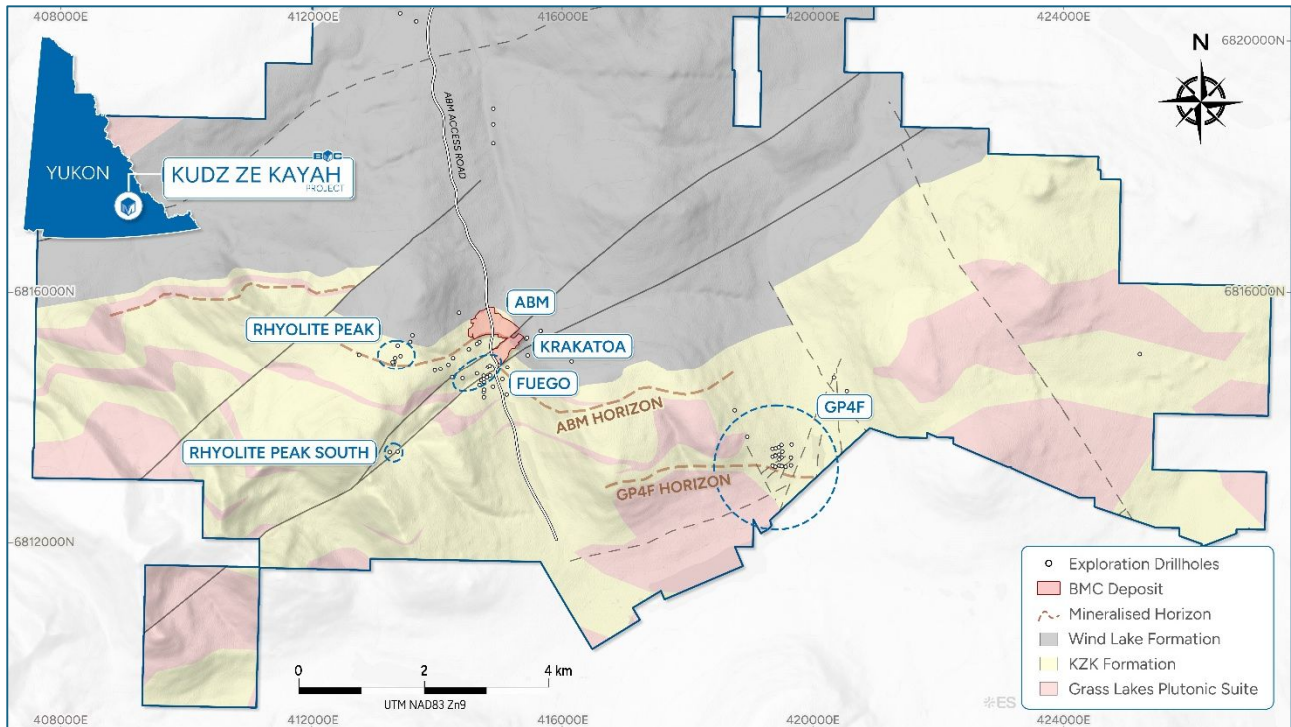 408000E
412000E
416000E
420000E
424000E
6820000N
N
ABM ACCESS ROAD
YUKON
BMC
KUDZ ZE KAYAH
PROJECT
6816000N
6816000N
ABM
RHYOLITE PEAK
KRAKATOA
FUEGO
ABM HORIZON
GP4F
RHYOLITE PEAK SOUTH
GP4F HORIZON
6812000N
6812000N
Exploration Drillholes
BMC Deposit
Mineralised Horizon
Wind Lake Formation
KZK Formation
Grass Lakes Plutonic Suite
0 2 4 km
UTM NAD83 Zn9
ES
408000E
412000E
416000E
420000E
424000E